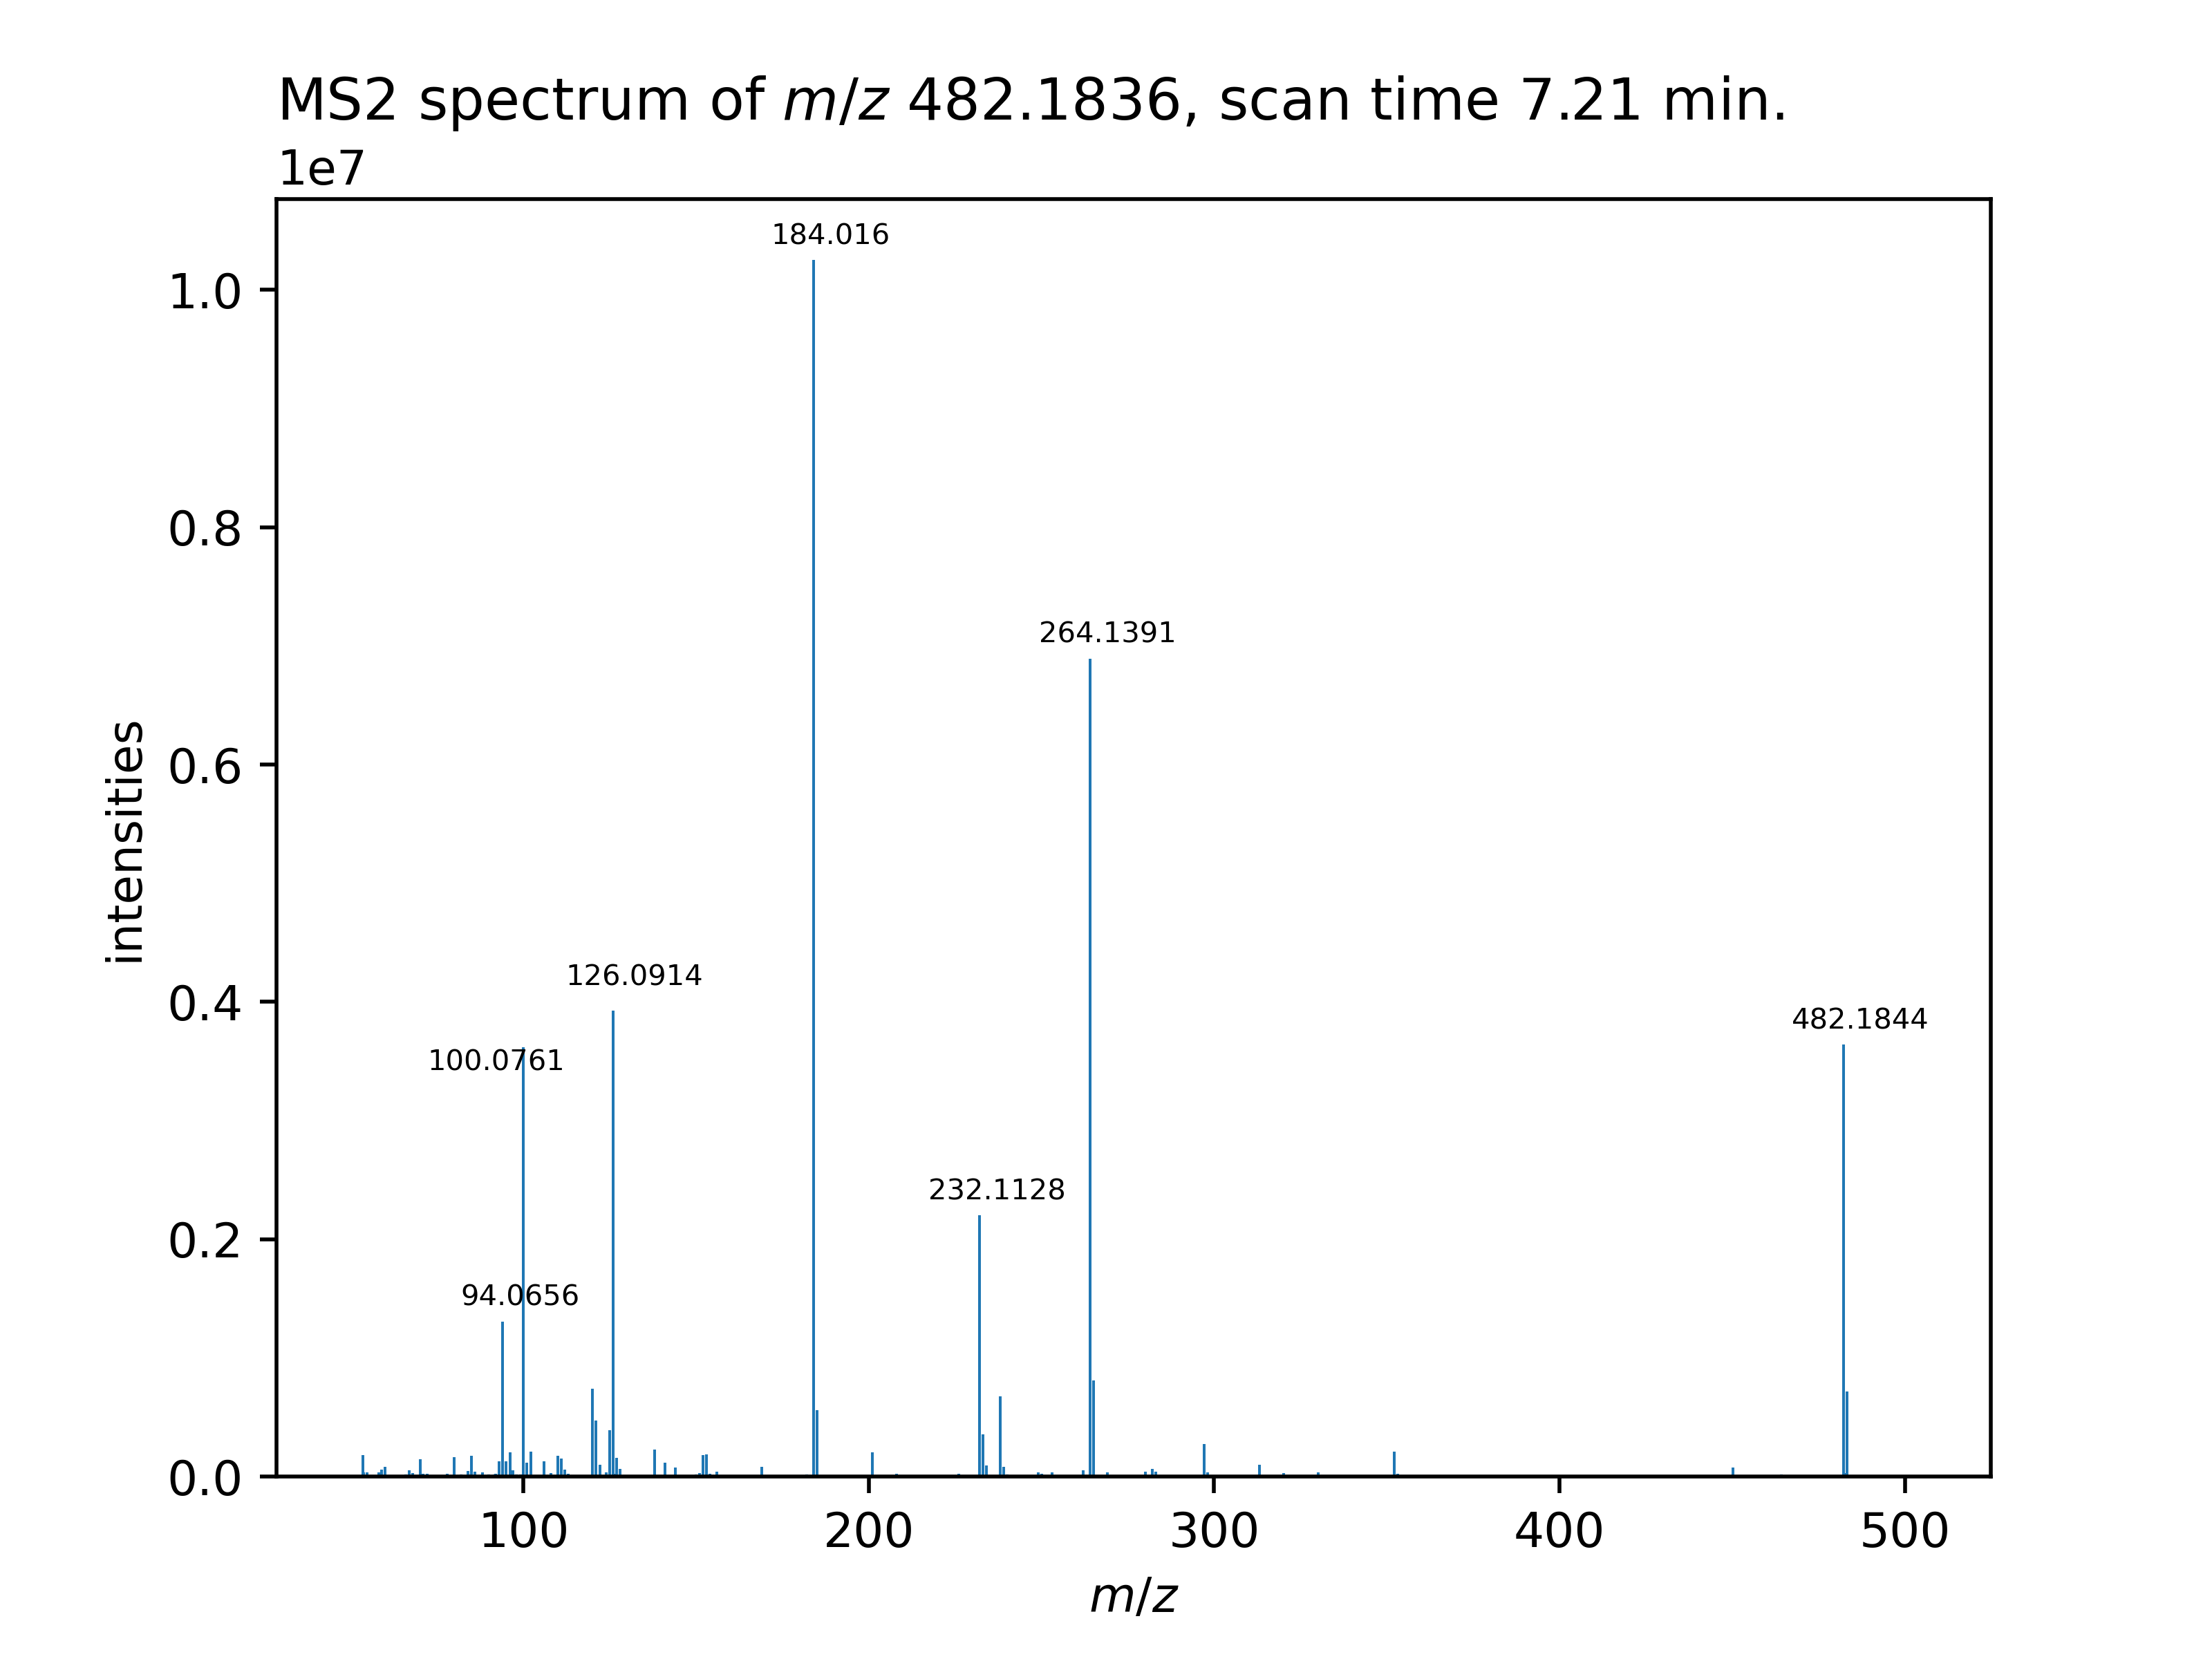 MS2 spectrum of m/z 482.1836, scan time 7.21 min.
1e7
184.016
1.0
0.8
264.1391
0.6
intensities
126.0914
0.4
482.1844
100.0761
232.1128
0.2
94.0656
0.0
100 200 300 400 500
m/z